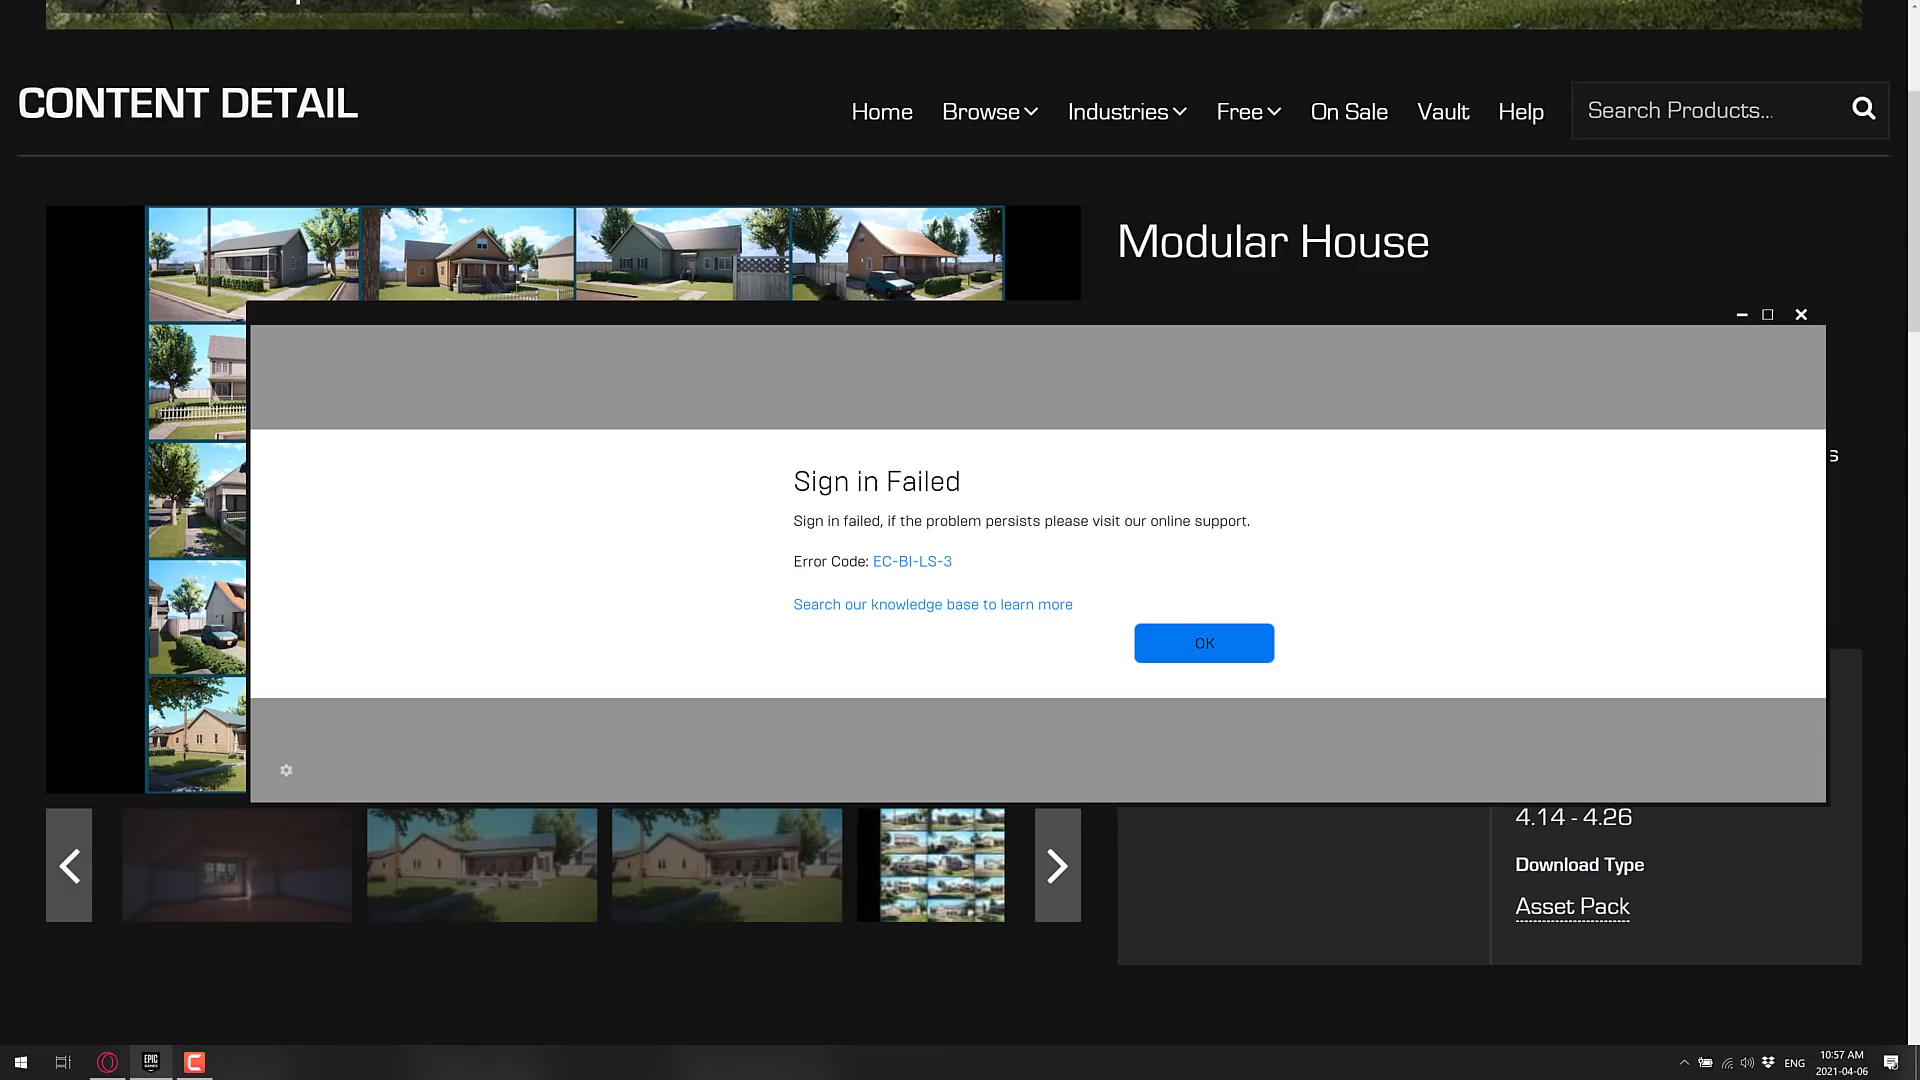 CONTENT DETAIL
Home
Browse
Industries
Free
On Sale
Vault
Help
Search Products...
Modular House
s
Sign in Failed
Sign in failed, if the problem persists please visit our online support.
Error Code: EC-BI-LS-3
Search our knowledge base to learn more
OK
4.14 - 4.26
Download Type
Asset Pack
EPIC
GAMES
ENG
10:57 AM
2021-04-06